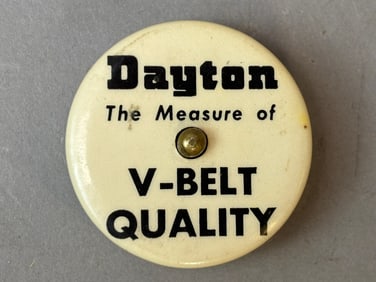 Dayton
The Measure of
V-BELT
QUALITY